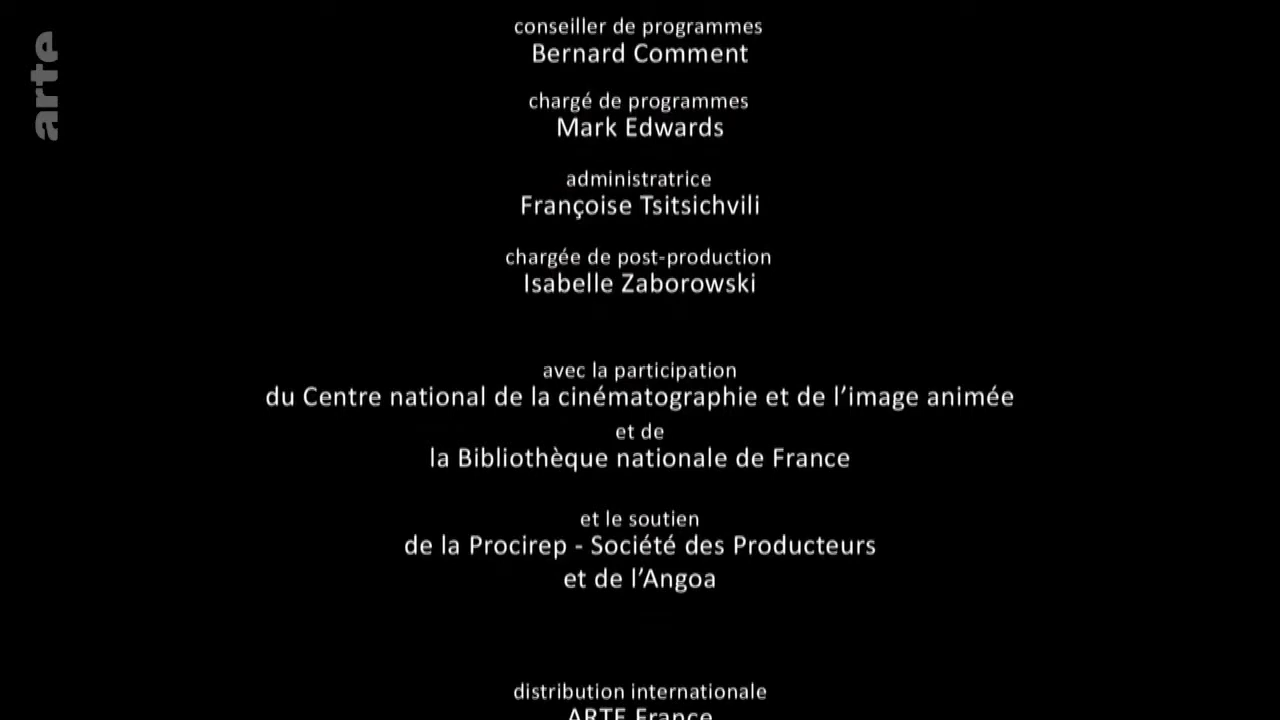 arte
conseiller de programmes
Bernard Comment
chargé de programmes
Mark Edwards
administratrice
Françoise Tsitsichvili
chargée de post-production
Isabelle Zaborowski
avec la participation
du Centre national de la cinématographie et de l’image animée
et de
la Bibliothèque nationale de France
et le soutien
de la Procirep - Société des Producteurs
et de l’Angoa
distribution internationale
ARTE France